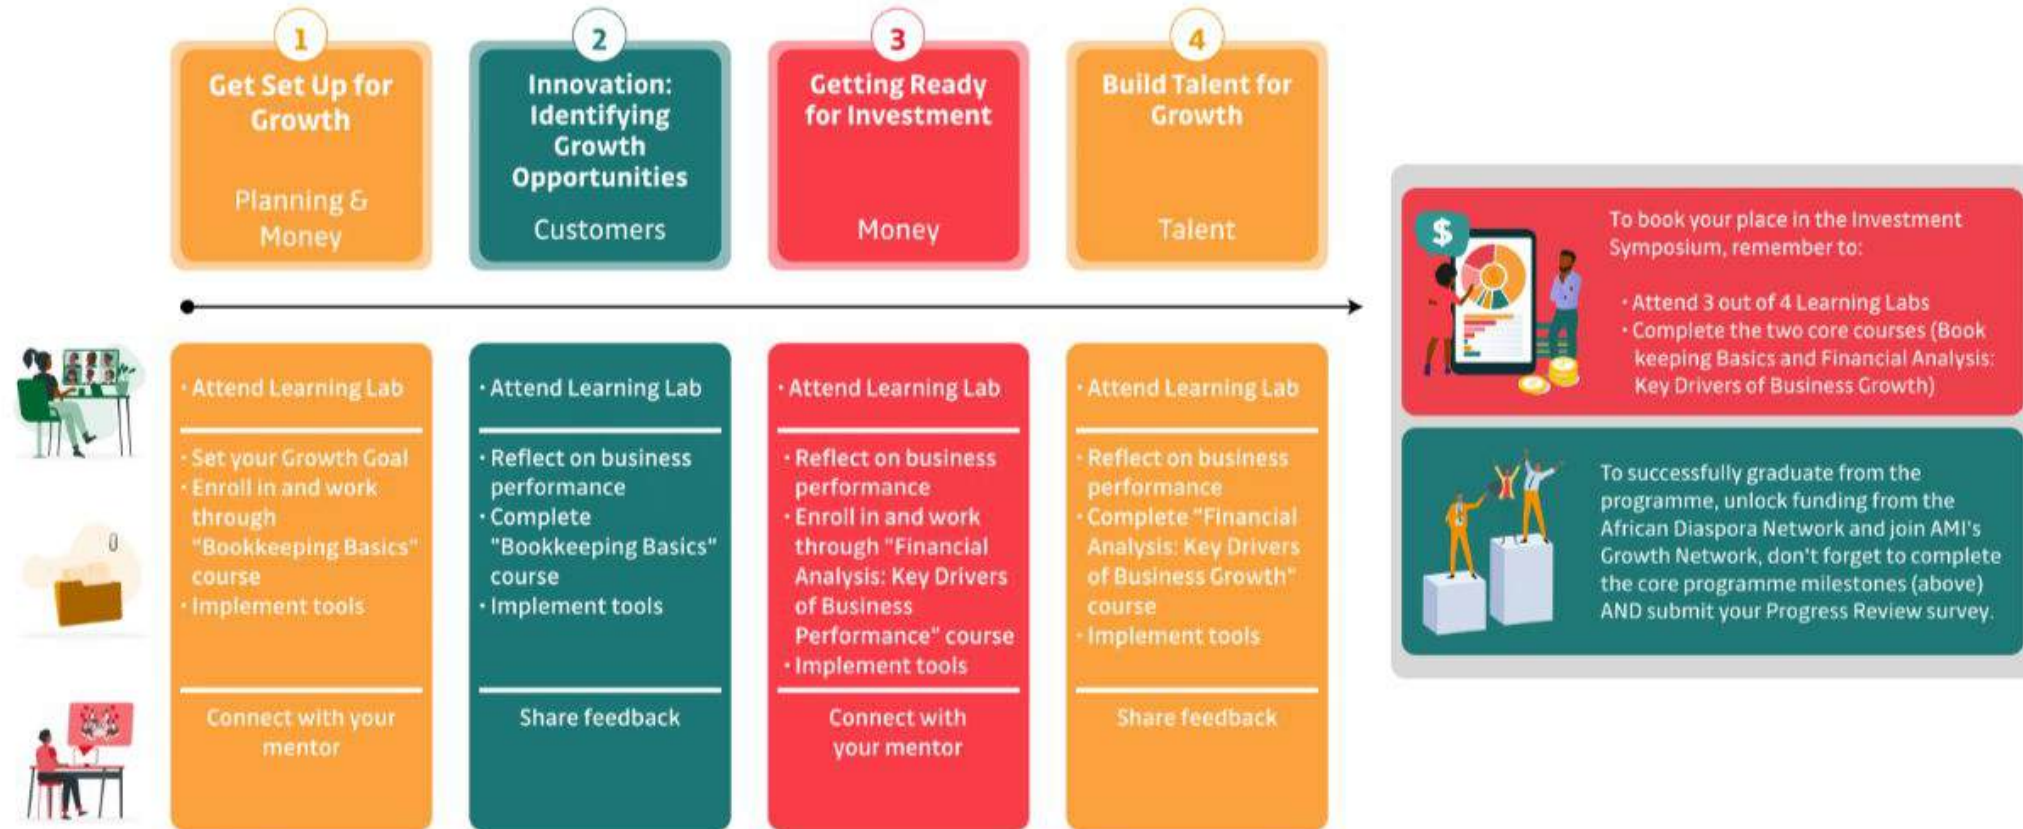 1
Get Set Up for
Growth
Planning &
Money
2
Innovation:
Identifying
Growth
Opportunities
Customers
3
Getting Ready
for Investment
Money
4
Build Talent for
Growth
Talent
· Attend Learning Lab
· Set your Growth Goal
· Enroll in and work
through
"Bookkeeping Basics"
course
· Implement tools
Connect with your
mentor
· Attend Learning Lab
· Reflect on business
performance
· Complete
"Bookkeeping Basics"
course
· Implement tools
Share feedback
· Attend Learning Lab
· Reflect on business
performance
· Enroll in and work
through "Financial
Analysis: Key Drivers
of Business
Performance" course
· Implement tools
Connect with
your mentor
· Attend Learning Lab
· Reflect on business
performance
· Complete "Financial
Analysis: Key Drivers
of Business Growth"
course
· Implement tools
Share feedback
$
To book your place in the Investment
Symposium, remember to:
· Attend 3 out of 4 Learning Labs
· Complete the two core courses (Book
keeping Basics and Financial Analysis:
Key Drivers of Business Growth)
To successfully graduate from the
programme, unlock funding from the
African Diaspora Network and join AMI's
Growth Network, don't forget to complete
the core programme milestones (above)
AND submit your Progress Review survey.